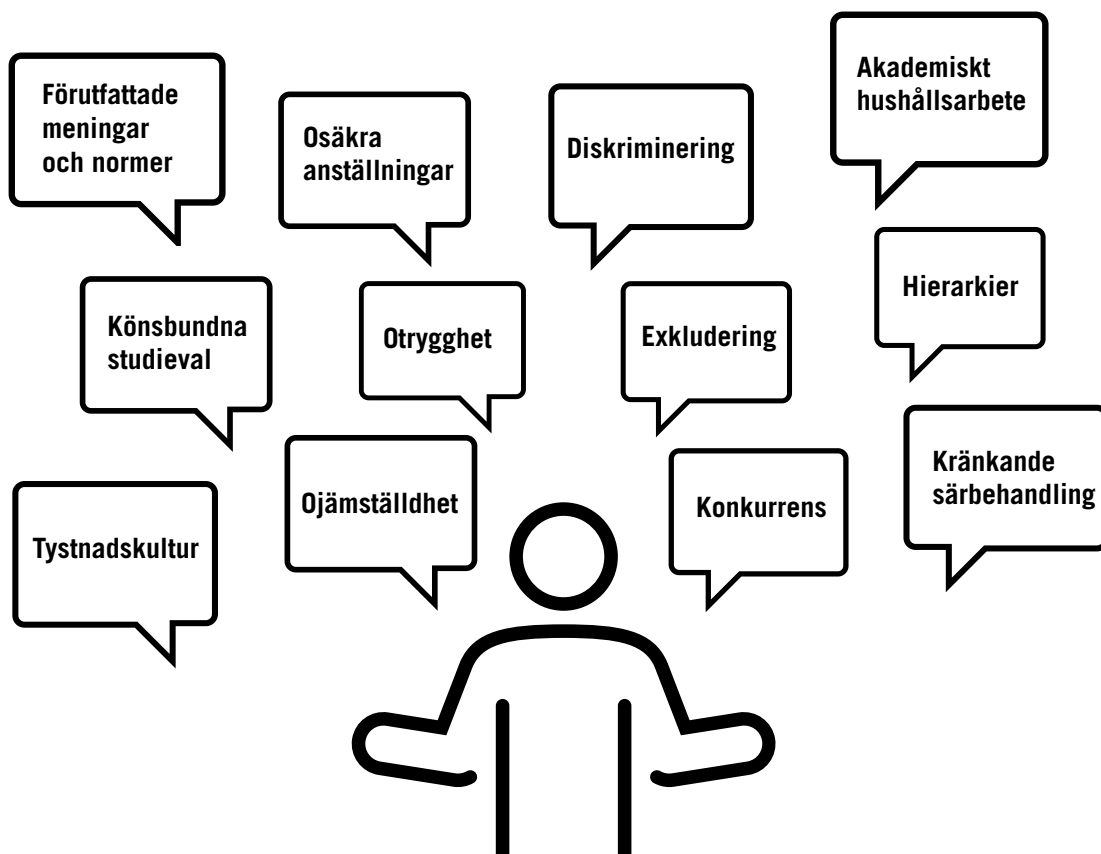 Förutfattade
meningar
och normer
Osäkra
anställningar
Diskriminering
Akademiskt
hushållsarbete
Könsbundna
studieval
Otrygghet
Exkludering
Hierarkier
Tystnadskultur
Ojämställdhet
Konkurrens
Kränkande
särbehandling